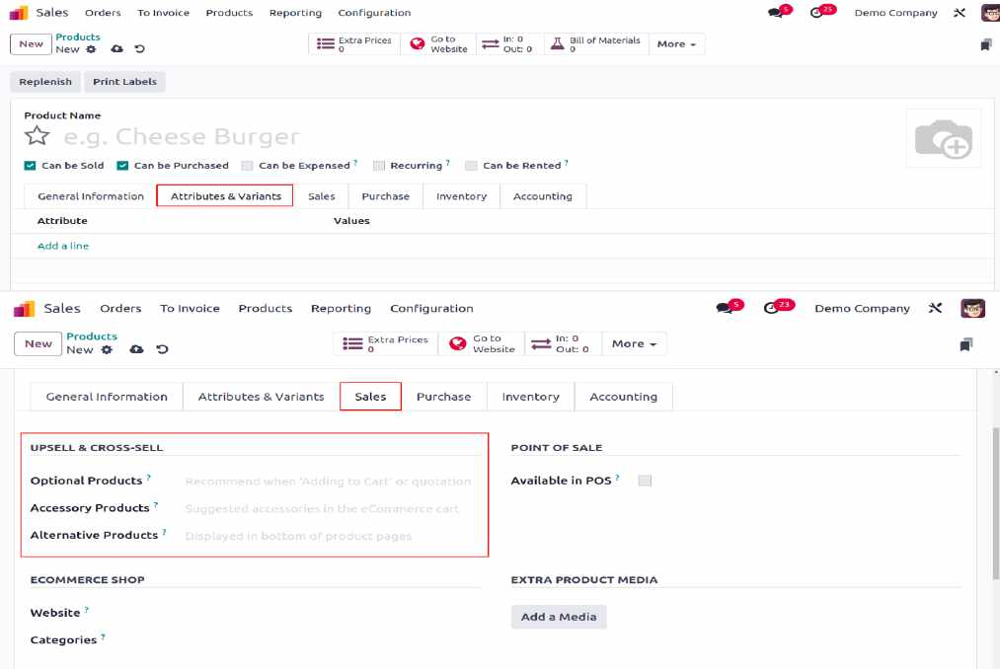 Sales Orders To Invoice Products Reporting Configuration 5 25 Demo Company
New Products Extra Prices Go to In: 0 Bill of Materials More
New 0 Website Out: 0 0
Replenish Print Labels
Product Name
e.g. Cheese Burger
Can be Sold Can be Purchased Can be Expensed ? Recurring ? Can be Rented ?
General Information Attributes & Variants Sales Purchase Inventory Accounting
Attribute Values
Add a line
Sales Orders To Invoice Products Reporting Configuration 5 23 Demo Company
New Products Extra Prices Go to In: 0 More
New 0 Website Out: 0
General Information Attributes & Variants Sales Purchase Inventory Accounting
UPSELL & CROSS-SELL POINT OF SALE
Optional Products ? Recommend when 'Adding to Cart' or quotation Available in POS ?
Accessory Products ? Suggested accessories in the eCommerce cart
Alternative Products ? Displayed in bottom of product pages
ECOMMERCE SHOP EXTRA PRODUCT MEDIA
Website ? Add a Media
Categories ?